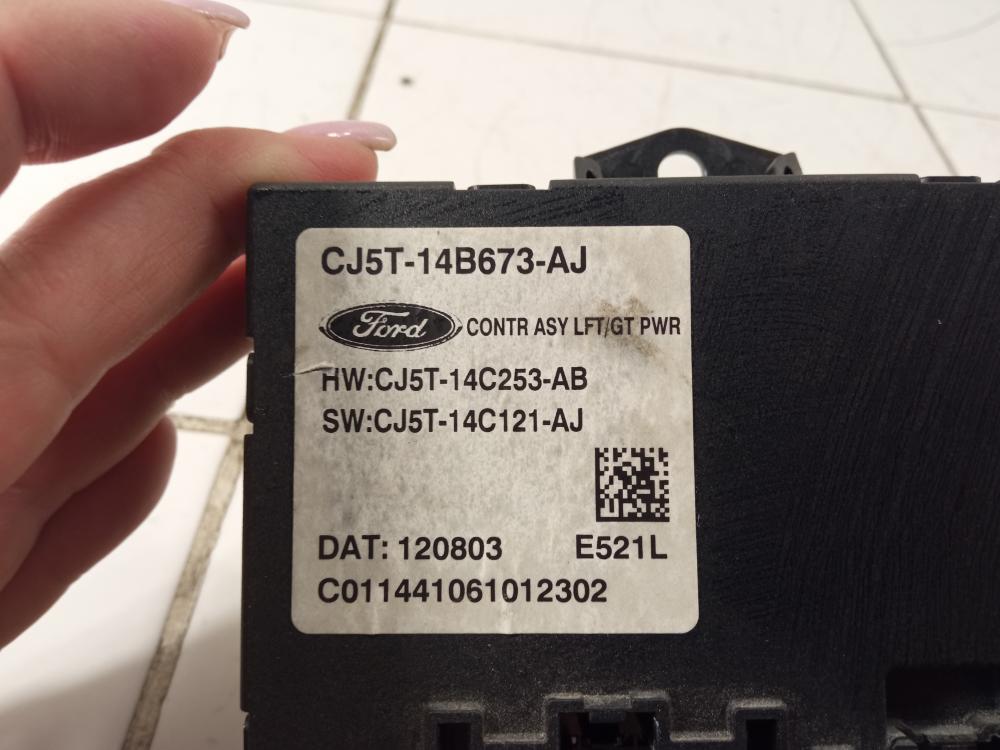 CJ5T-14B673-AJ
Ford CONTR ASY LFT/GT PWR
HW:CJ5T-14C253-AB
SW:CJ5T-14C121-AJ
DAT: 120803 E521L
C011441061012302